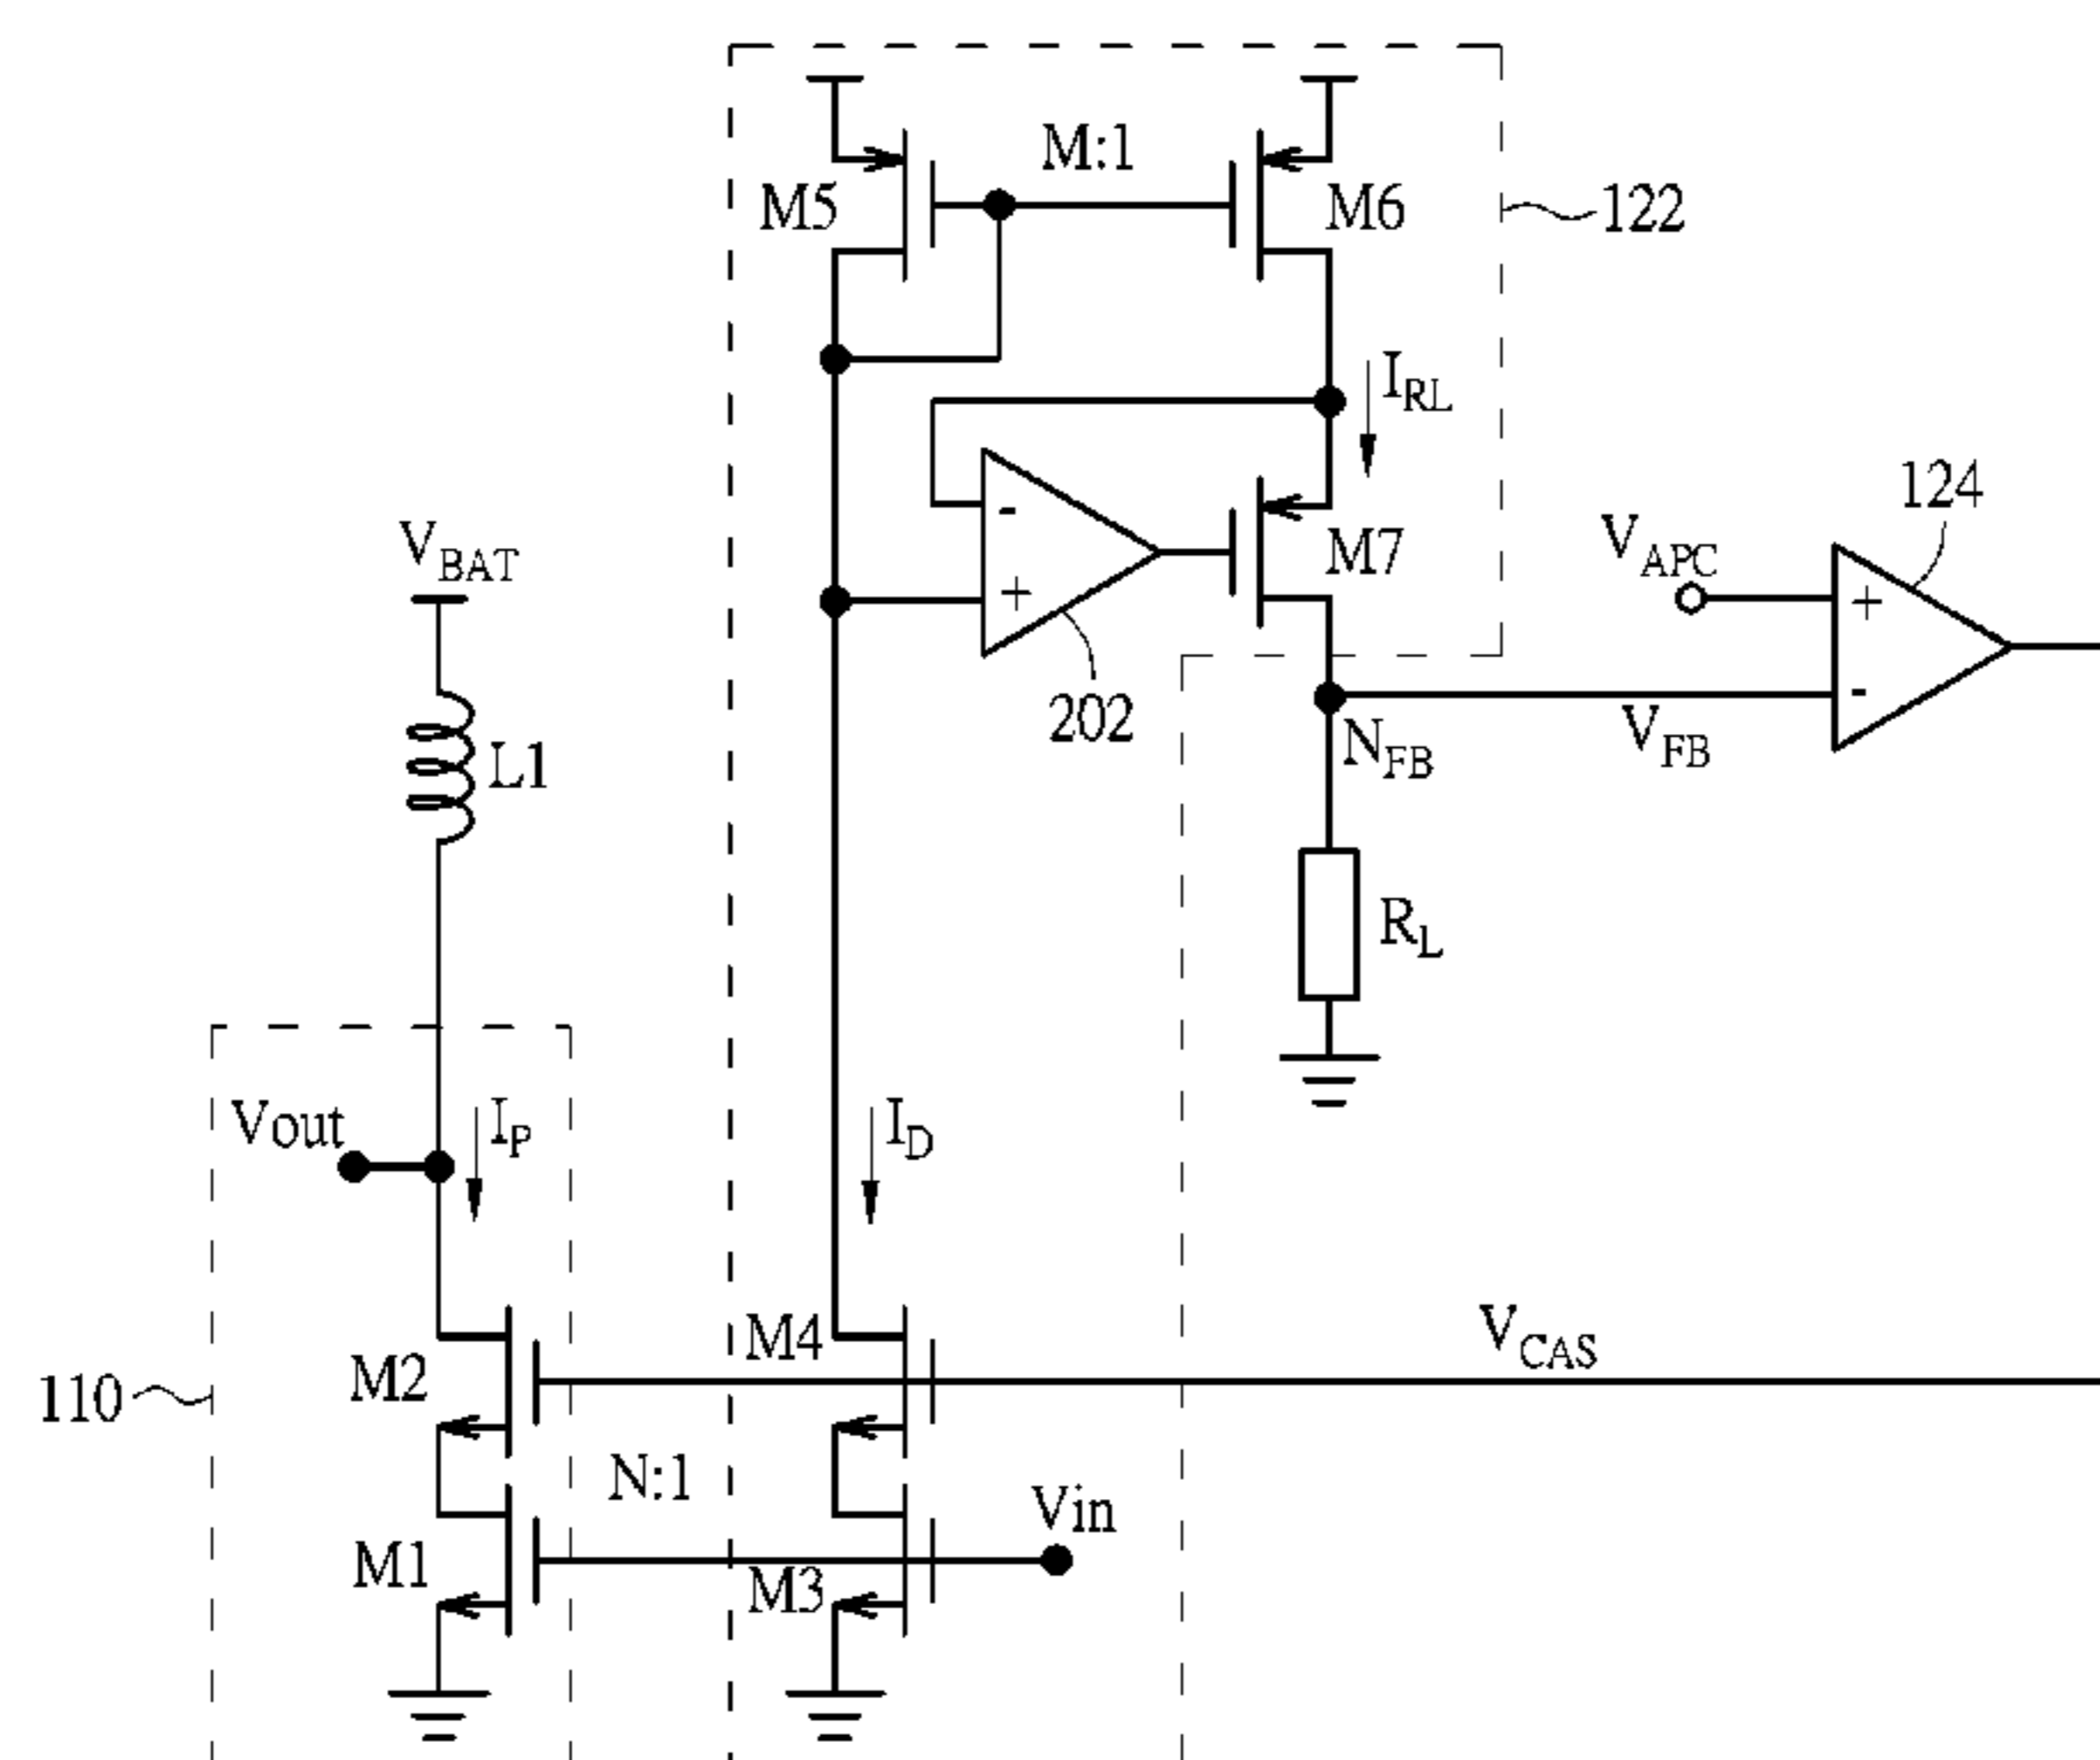 M:1
M5
M6
122
I_RL
-
+
M7
202
V_BAT
L1
V_APC
124
+
-
V_FB
N_FB
R_L
Vout
I_P
I_D
M4
V_CAS
M2
110
N:1
Vin
M1
M3